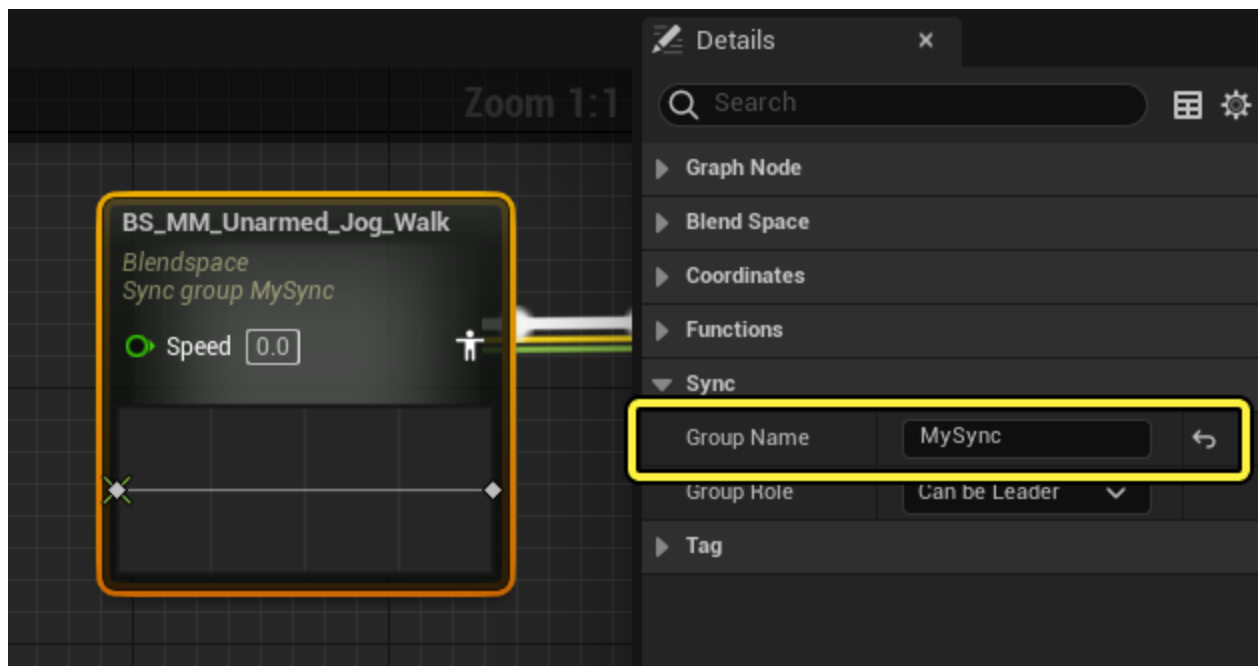 Zoom 1:1
BS_MM_Unarmed_Jog_Walk
Blendspace
Sync group MySync
Speed 0.0
Details
Search
Graph Node
Blend Space
Coordinates
Functions
Sync
Group Name MySync
Group Role Can be Leader
Tag